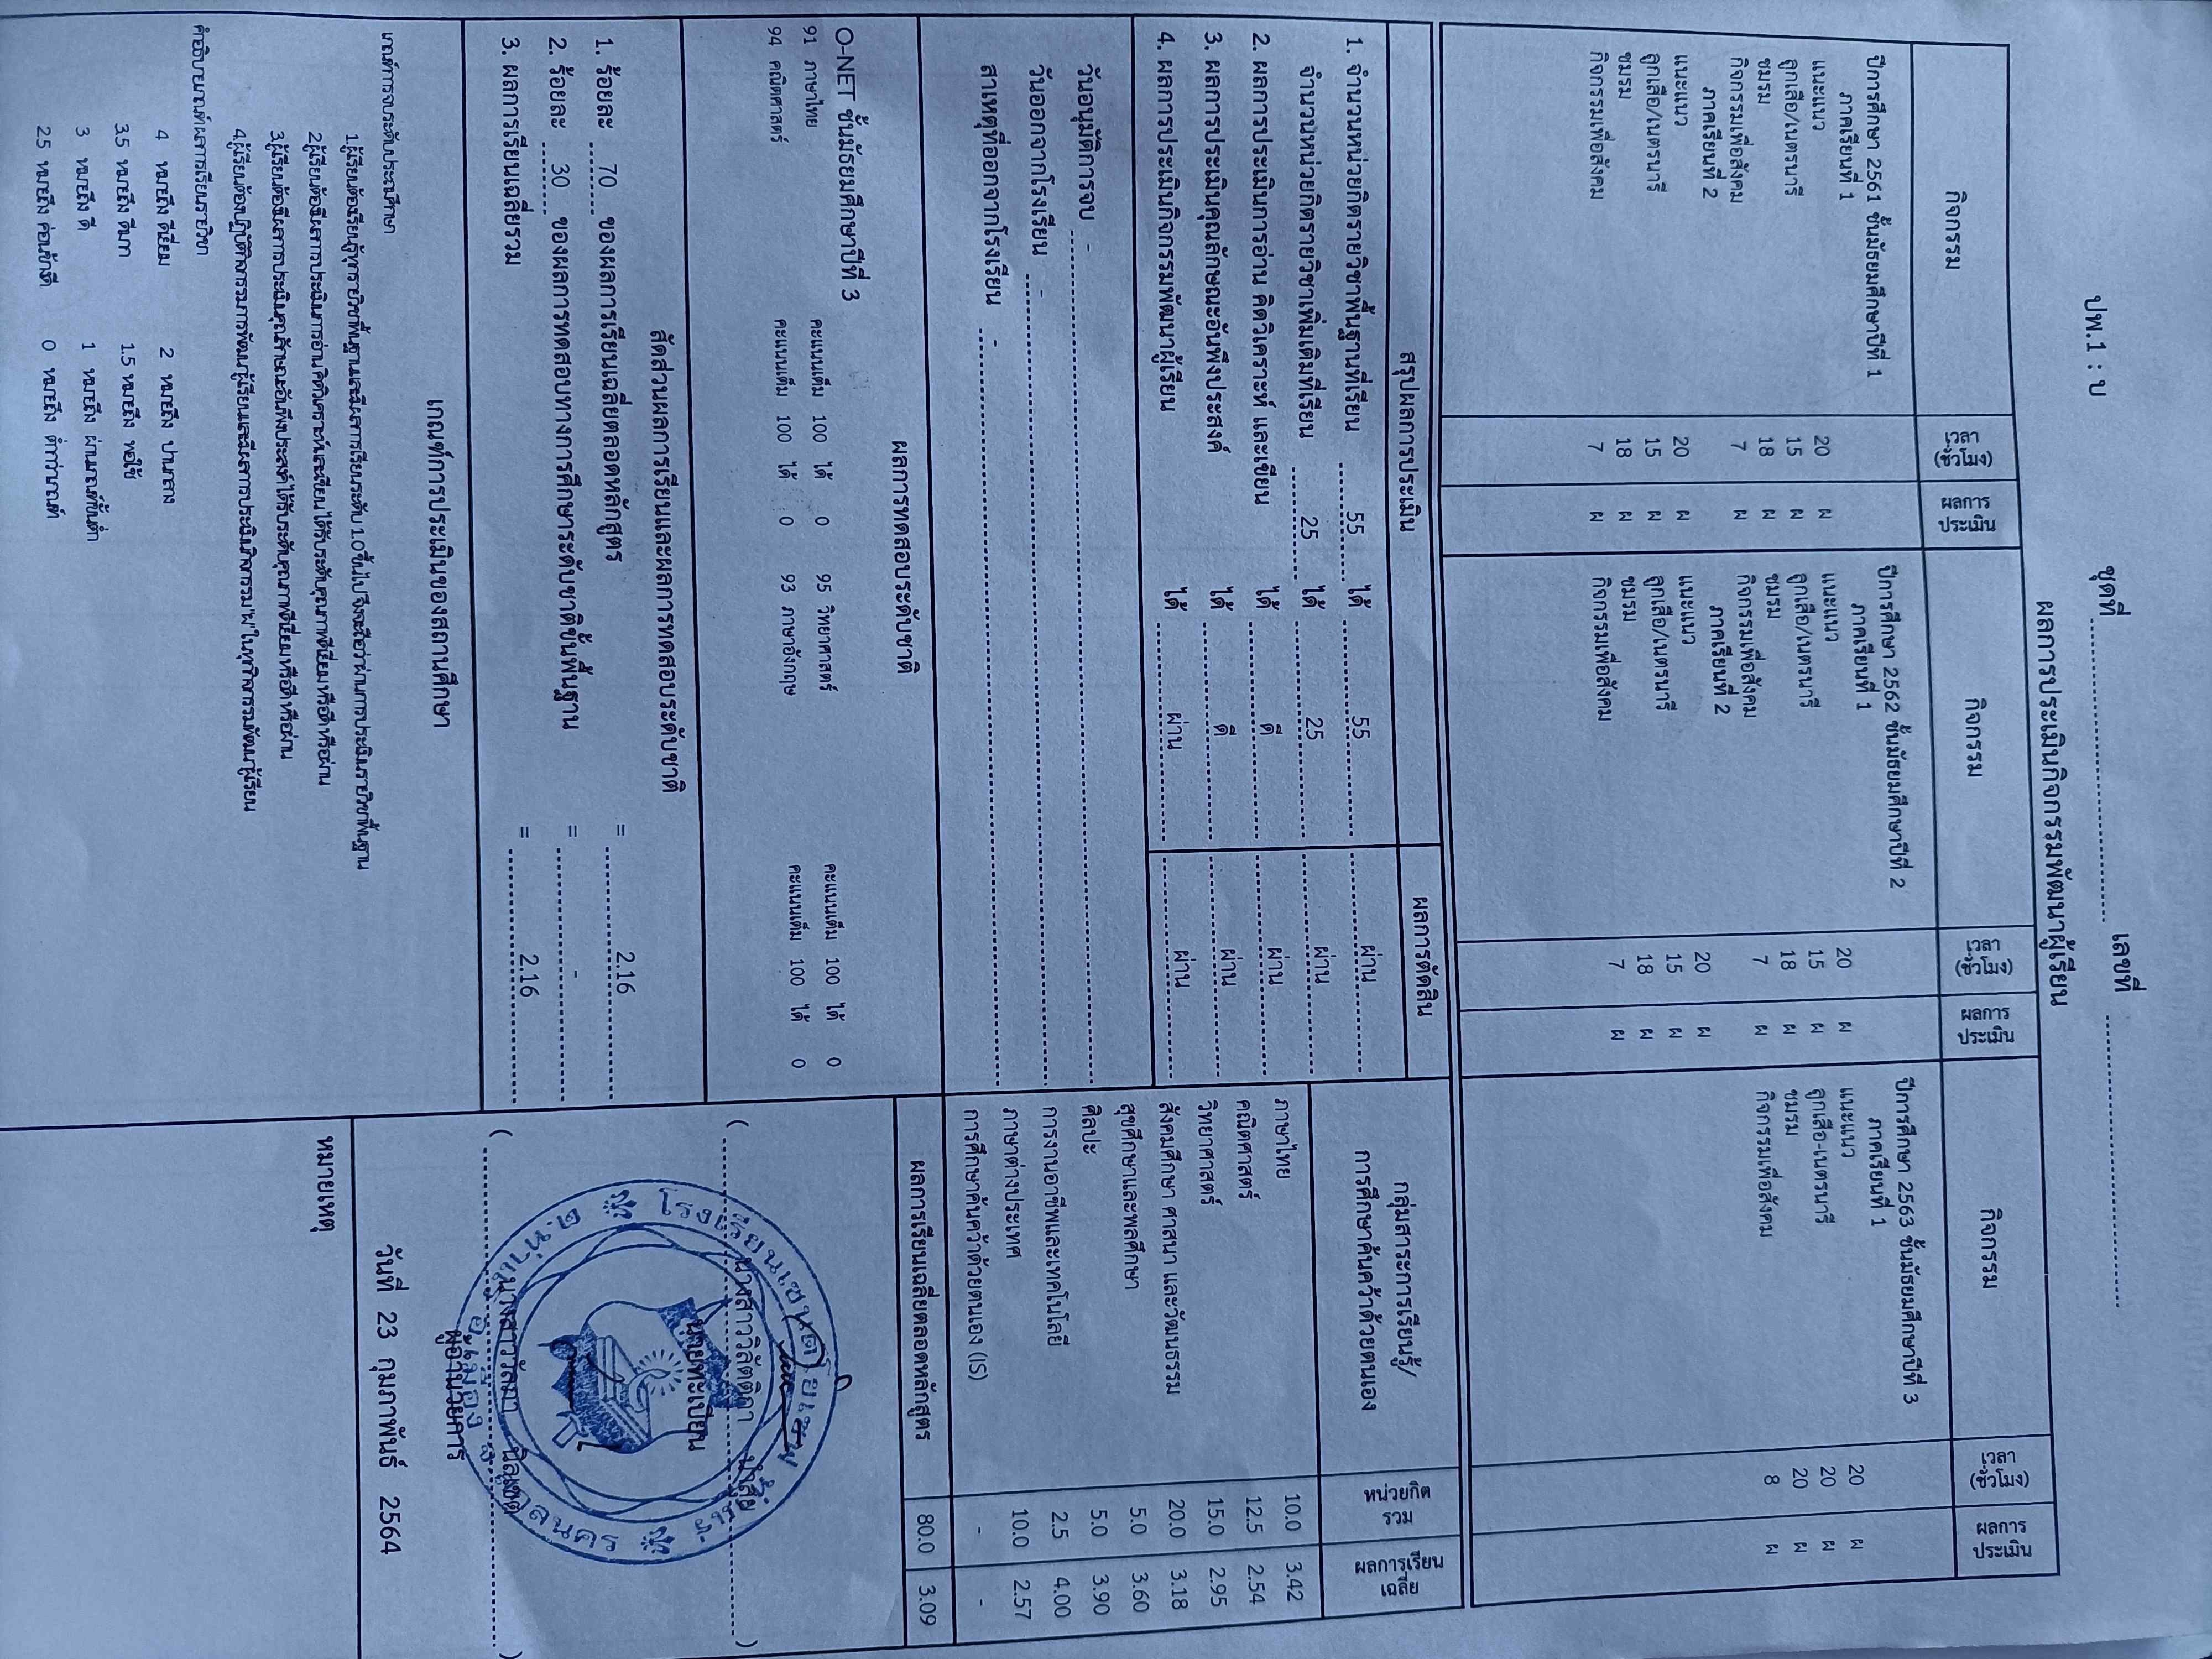 ปพ.1 : บ ชุดที่ เลขที่
ผลการประเมินกิจกรรมพัฒนาผู้เรียน
กิจกรรม เวลา (ชั่วโมง) ผลการประเมิน กิจกรรม เวลา (ชั่วโมง) ผลการประเมิน กิจกรรม เวลา (ชั่วโมง) ผลการประเมิน
ปีการศึกษา 2561 ชั้นมัธยมศึกษาปีที่ 1
ภาคเรียนที่ 1
แนะแนว 20 ผ
ลูกเสือ/เนตรนารี 15 ผ
ชมรม 18 ผ
กิจกรรมเพื่อสังคม 7 ผ
ภาคเรียนที่ 2
แนะแนว 20 ผ
ลูกเสือ/เนตรนารี 15 ผ
ชมรม 18 ผ
กิจกรรมเพื่อสังคม 7 ผ
ปีการศึกษา 2562 ชั้นมัธยมศึกษาปีที่ 2
ภาคเรียนที่ 1
แนะแนว 20 ผ
ลูกเสือ/เนตรนารี 15 ผ
ชมรม 18 ผ
กิจกรรมเพื่อสังคม 7 ผ
ภาคเรียนที่ 2
แนะแนว 20 ผ
ลูกเสือ/เนตรนารี 15 ผ
ชมรม 18 ผ
กิจกรรมเพื่อสังคม 7 ผ
ปีการศึกษา 2563 ชั้นมัธยมศึกษาปีที่ 3
ภาคเรียนที่ 1
แนะแนว 20 ผ
ลูกเสือ-เนตรนารี 20 ผ
ชมรม 20 ผ
กิจกรรมเพื่อสังคม 8 ผ
สรุปผลการประเมิน ผลการตัดสิน
1. จำนวนหน่วยกิตรายวิชาพื้นฐานที่เรียน 55 ได้ 55 ผ่าน
จำนวนหน่วยกิตรายวิชาเพิ่มเติมที่เรียน 25 ได้ 25 ผ่าน
2. ผลการประเมินการอ่าน คิดวิเคราะห์ และเขียน ได้ ดี ผ่าน
3. ผลการประเมินคุณลักษณะอันพึงประสงค์ ได้ ดี ผ่าน
4. ผลการประเมินกิจกรรมพัฒนาผู้เรียน ได้ ผ่าน ผ่าน
วันอนุมัติการจบ -
วันออกจากโรงเรียน -
สาเหตุที่ออกจากโรงเรียน -
ผลการทดสอบระดับชาติ
O-NET ชั้นมัธยมศึกษาปีที่ 3
91 ภาษาไทย คะแนนเต็ม 100 ได้ 0 95 วิทยาศาสตร์ คะแนนเต็ม 100 ได้ 0
94 คณิตศาสตร์ คะแนนเต็ม 100 ได้ 0 93 ภาษาอังกฤษ คะแนนเต็ม 100 ได้ 0
สัดส่วนผลการเรียนและผลการทดสอบระดับชาติ
1. ร้อยละ 70 ของผลการเรียนเฉลี่ยตลอดหลักสูตร = 2.16
2. ร้อยละ 30 ของผลการทดสอบทางการศึกษาระดับชาติขั้นพื้นฐาน = -
3. ผลการเรียนเฉลี่ยรวม = 2.16
เกณฑ์การประเมินของสถานศึกษา
เกณฑ์การจบระดับประถมศึกษา
1.ผู้เรียนต้องเรียนรู้ทุกรายวิชาพื้นฐานและมีผลการเรียนระดับ 1.0 ขึ้นไป จึงจะถือว่าผ่านการประเมินรายวิชาพื้นฐาน
2.ผู้เรียนต้องมีผลการประเมินการอ่าน คิดวิเคราะห์และเขียน ได้รับระดับคุณภาพดีเยี่ยม หรือดี หรือผ่าน
3.ผู้เรียนต้องมีผลการประเมินคุณลักษณะอันพึงประสงค์ ได้รับระดับคุณภาพดีเยี่ยม หรือดี หรือผ่าน
4.ผู้เรียนต้องปฏิบัติกิจกรรมการพัฒนาผู้เรียนและมีผลการประเมินกิจกรรม "ผ" ในทุกกิจกรรมพัฒนาผู้เรียน
คำอธิบายเกณฑ์ผลการเรียนรายวิชา
4 หมายถึง ดีเยี่ยม 2 หมายถึง ปานกลาง
3.5 หมายถึง ดีมาก 1.5 หมายถึง พอใช้
3 หมายถึง ดี 1 หมายถึง ผ่านเกณฑ์ขั้นต่ำ
2.5 หมายถึง ค่อนข้างดี 0 หมายถึง ต่ำกว่าเกณฑ์
กลุ่มสาระการเรียนรู้/ หน่วยกิต ผลการเรียน
การศึกษาค้นคว้าด้วยตนเอง รวม เฉลี่ย
ภาษาไทย 10.0 3.42
คณิตศาสตร์ 12.5 2.54
วิทยาศาสตร์ 15.0 2.95
สังคมศึกษา ศาสนา และวัฒนธรรม 20.0 3.18
สุขศึกษาและพลศึกษา 5.0 3.60
ศิลปะ 5.0 3.90
การงานอาชีพและเทคโนโลยี 2.5 4.00
ภาษาต่างประเทศ 10.0 2.57
การศึกษาค้นคว้าด้วยตนเอง (IS) - -
ผลการเรียนเฉลี่ยตลอดหลักสูตร 80.0 3.09
( นางสาววิลัตติกา )
นายทะเบียน
( )
ผู้อำนวยการ
วันที่ 23 กุมภาพันธ์ 2564
หมายเหตุ